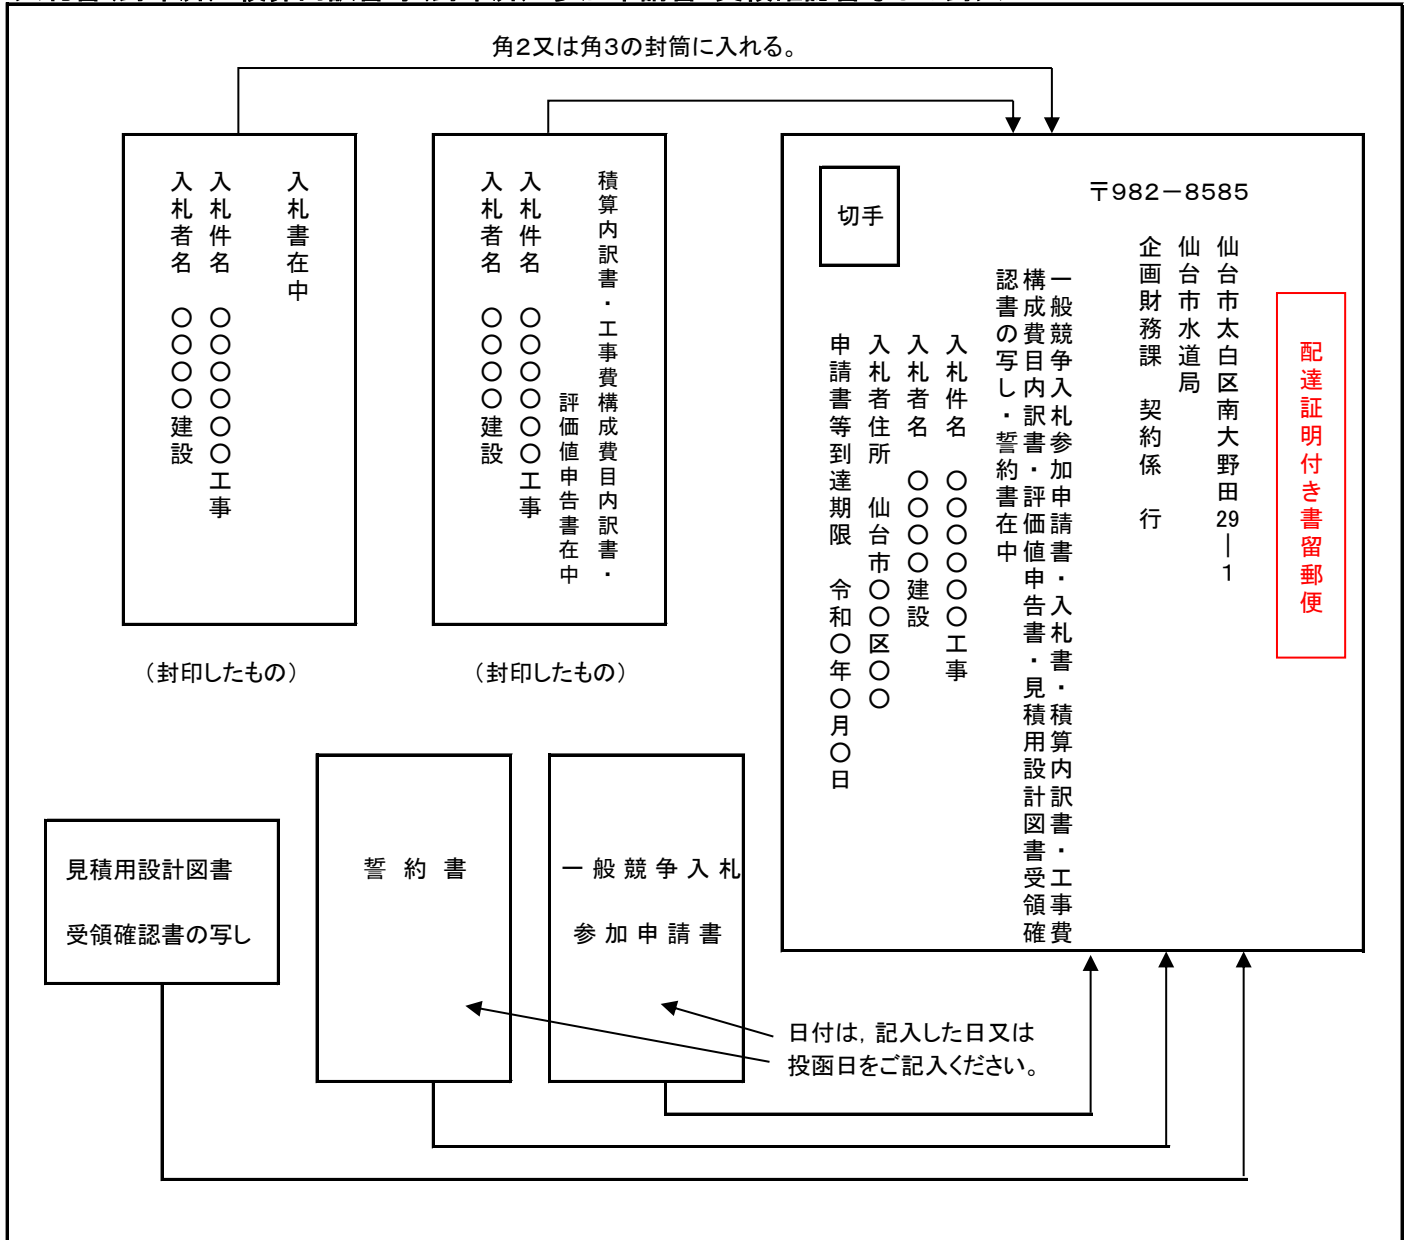 角2又は角3の封筒に入れる。
入札書在中
入札件名　〇〇〇〇〇〇工事
入札者名　〇〇〇〇建設
（封印したもの）
積算内訳書・工事費構成費目内訳書・
評価値申告書在中
入札件名　〇〇〇〇〇〇工事
入札者名　〇〇〇〇建設
（封印したもの）
切手
〒982－8585
配達証明付き書留郵便
仙台市太白区南大野田29―1
仙台市水道局
企画財務課　契約係　行
一般競争入札参加申請書・入札書・積算内訳書・工事費
構成費目内訳書・評価値申告書・見積用設計図書受領確
認書の写し・誓約書在中
入札件名　〇〇〇〇〇〇工事
入札者名　〇〇〇〇建設
入札者住所　仙台市〇〇区〇〇
申請書等到達期限　令和〇年〇月〇日
見積用設計図書
受領確認書の写し
誓約書
一般競争入札
参加申請書
日付は，記入した日又は
投函日をご記入ください。